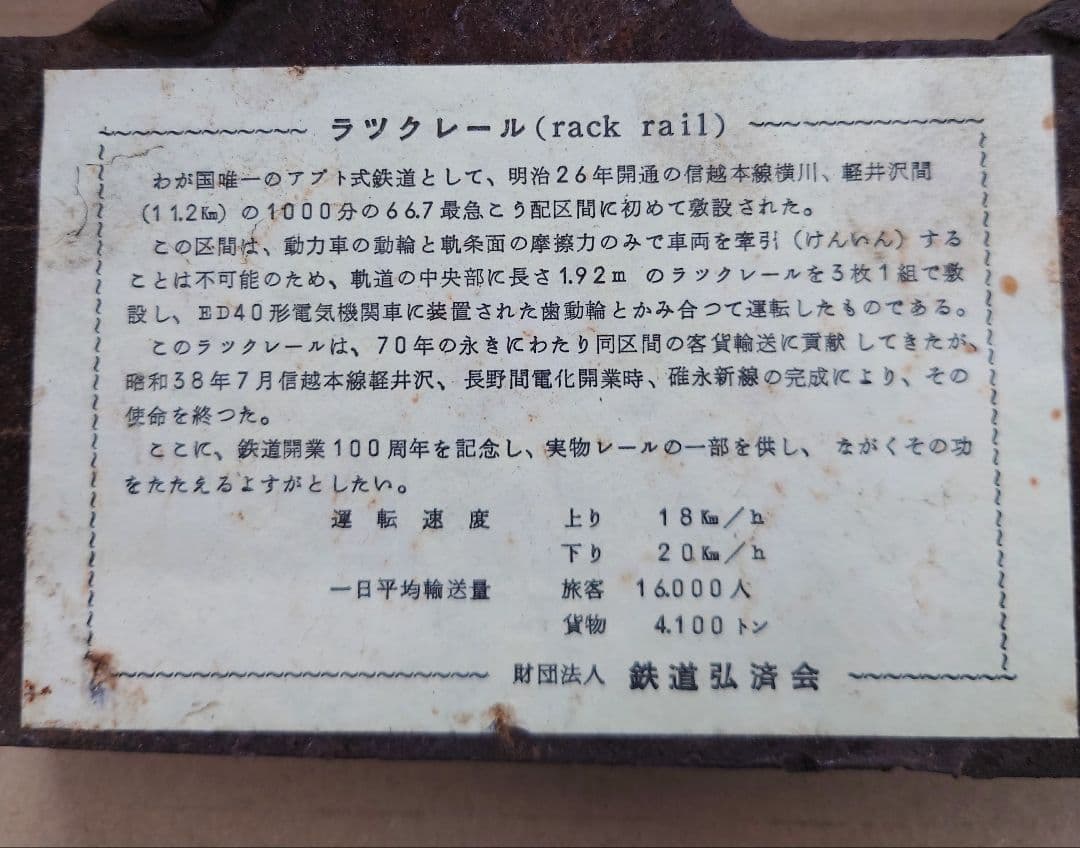 ラツクレール(rack rail)
わが国唯一のアプト式鉄道として、明治26年開通の信越本線横川、軽井沢間
(11.2㎞)の1000分の66.7最急こう配区間に初めて敷設された。
この区間は、動力車の動輪と軌条面の摩擦力のみで車両を牽引(けんいん)する
ことは不可能のため、軌道の中央部に長さ1.92mのラツクレールを3枚1組で敷
設し、ED40形電気機関車に装置された歯動輪とかみ合つて運転したものである。
このラツクレールは、70年の永きにわたり同区間の客貨輸送に貢献してきたが、
昭和38年7月信越本線軽井沢、長野間電化開業時、碓永新線の完成により、その
使命を終つた。
ここに、鉄道開業100周年を記念し、実物レールの一部を供し、ながくその功
をたたえるよすがとしたい。
運転速度 上り 18㎞/h
下り 20㎞/h
一日平均輸送量 旅客 16.000人
貨物 4.100トン
財団法人 鉄道弘済会